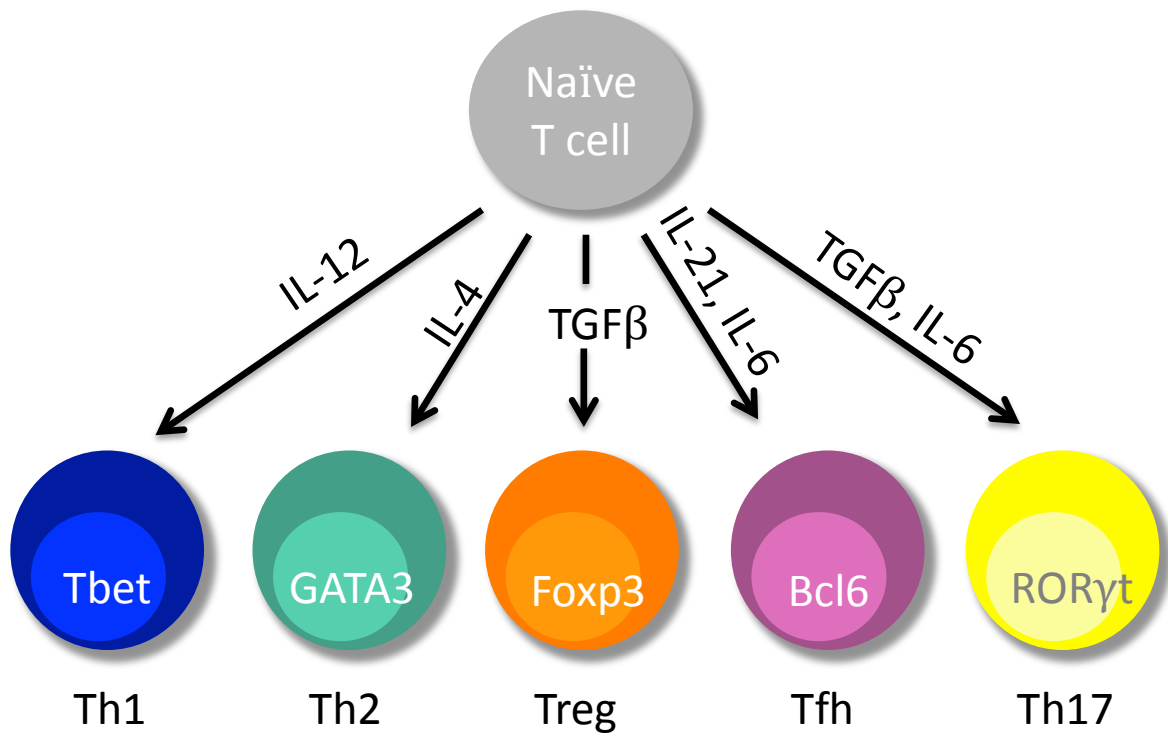 Naïve
T cell
IL-12
IL-4
TGFβ
IL-21, IL-6
TGFβ, IL-6
Tbet
GATA3
Foxp3
Bcl6
RORγt
Th1
Th2
Treg
Tfh
Th17